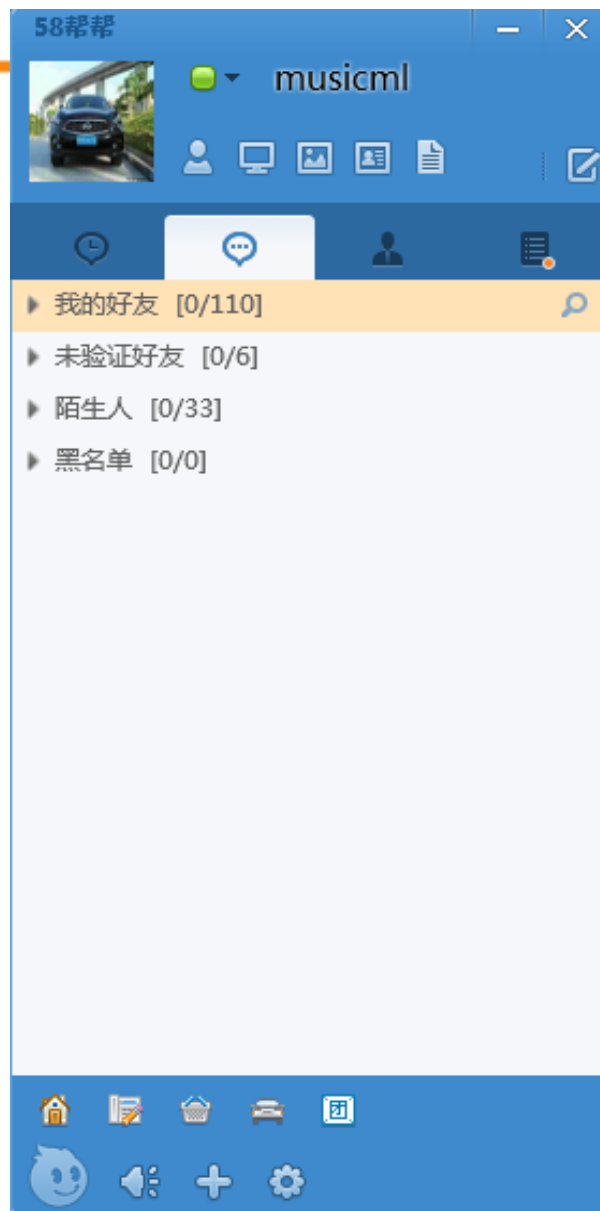 58帮帮
musicml
我的好友 [0/110]
未验证好友 [0/6]
陌生人 [0/33]
黑名单 [0/0]
团